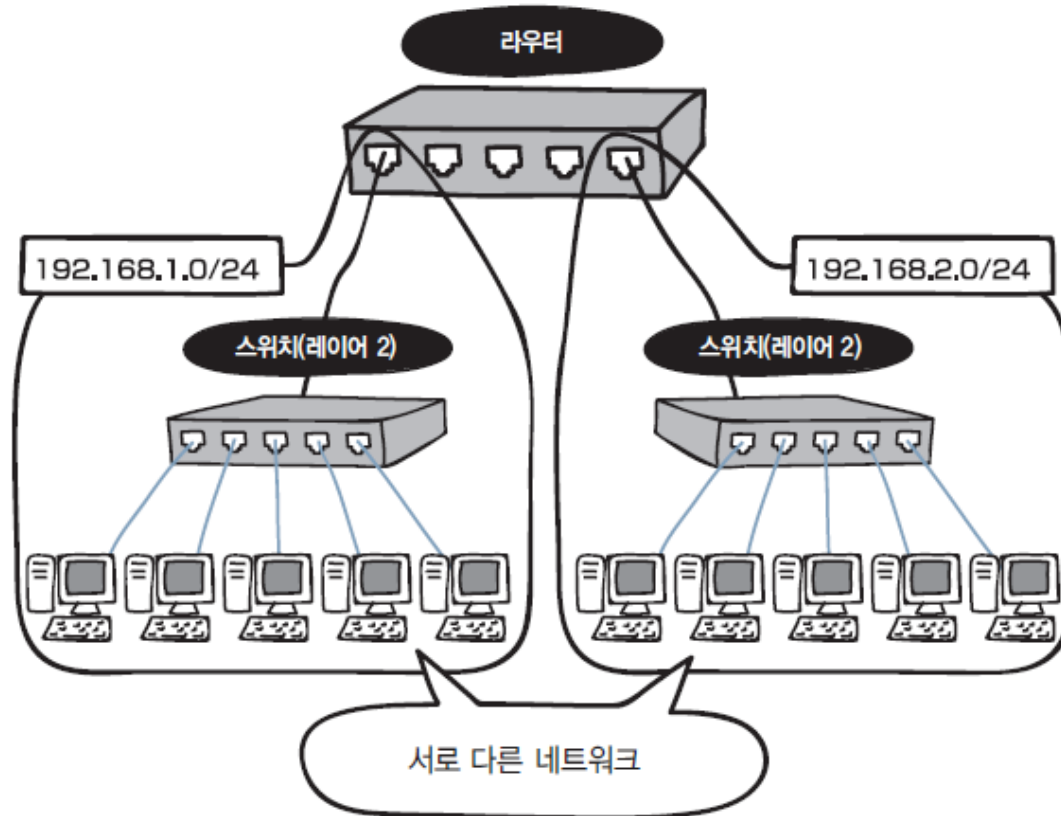 라우터
192.168.1.0/24
192.168.2.0/24
스위치(레이어 2)
스위치(레이어 2)
서로 다른 네트워크